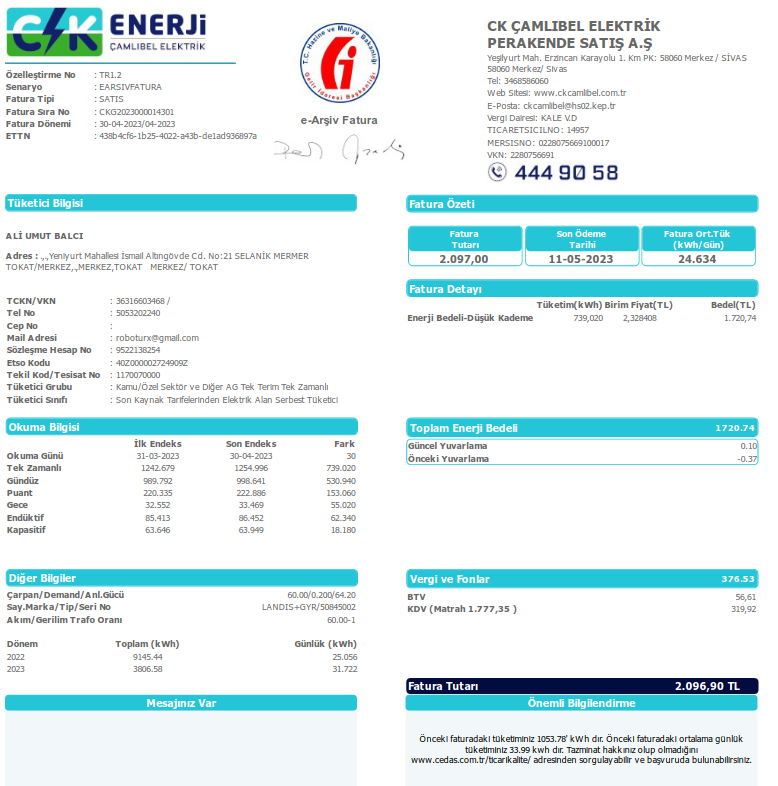 CK ENERJi
ÇAMLIBEL ELEKTRİK
Özelleştirme No : TR1.2
Senaryo : EARSIVFATURA
Fatura Tipi : SATIS
Fatura Sıra No : CKG2023000014301
Fatura Dönemi : 30-04-2023/04-2023
ETTN : 438b4cf6-1b25-4022-a43b-de1ad936897a
T.C. Hazine ve Maliye Bakanlığı
Gelir İdaresi Başkanlığı
e-Arşiv Fatura
CK ÇAMLIBEL ELEKTRİK
PERAKENDE SATIŞ A.Ş
Yeşilyurt Mah. Erzincan Karayolu 1. Km PK: 58060 Merkez / SİVAS
58060 Merkez/ Sivas
Tel: 3468586060
Web Sitesi: www.ckcamlibel.com.tr
E-Posta: ckcamlibel@hs02.kep.tr
Vergi Dairesi: KALE V.D
TICARETSICILNO: 14957
MERSISNO: 0228075669100017
VKN: 2280756691
444 90 58
Tüketici Bilgisi
ALİ UMUT BALCI
Adres : ,.,Yeniyurt Mahallesi İsmail Altıngövde Cd. No:21 SELANİK MERMER
TOKAT/MERKEZ,,,MERKEZ,TOKAT MERKEZ/ TOKAT
TCKN/VKN : 36316603468 /
Tel No : 5053202240
Cep No :
Mail Adresi : roboturx@gmail.com
Sözleşme Hesap No : 9522138254
Etso Kodu : 40Z000002724909Z
Tekil Kod/Tesisat No : 1170070000
Tüketici Grubu : Kamu/Özel Sektör ve Diğer AG Tek Terim Tek Zamanlı
Tüketici Sınıfı : Son Kaynak Tarifelerinden Elektrik Alan Serbest Tüketici
Fatura Özeti
Fatura Tutarı
2.097,00
Son Ödeme Tarihi
11-05-2023
Fatura Ort.Tük (kWh/Gün)
24.634
Fatura Detayı
Tüketim(kWh) Birim Fiyat(TL) Bedel(TL)
Enerji Bedeli-Düşük Kademe 739,020 2,328408 1.720,74
Okuma Bilgisi
İlk Endeks Son Endeks Fark
Okuma Günü 31-03-2023 30-04-2023 30
Tek Zamanlı 1242.679 1254.996 739.020
Gündüz 989.792 998.641 530.940
Puant 220.335 222.886 153.060
Gece 32.552 33.469 55.020
Endüktif 85.413 86.452 62.340
Kapasitif 63.646 63.949 18.180
Toplam Enerji Bedeli 1720.74
Güncel Yuvarlama 0.10
Önceki Yuvarlama -0.37
Diğer Bilgiler
Çarpan/Demand/Anl.Gücü 60.00/0.200/64.20
Say.Marka/Tip/Seri No LANDIS+GYR/50845002
Akım/Gerilim Trafo Oranı 60.00-1
Dönem Toplam (kWh) Günlük (kWh)
2022 9145.44 25.056
2023 3806.58 31.722
Vergi ve Fonlar 376.53
BTV 56,61
KDV (Matrah 1.777,35 ) 319,92
Fatura Tutarı 2.096,90 TL
Mesajınız Var
Önemli Bilgilendirme
Önceki faturadaki tüketiminiz 1053.78' kWh dır. Önceki faturadaki ortalama günlük
tüketiminiz 33.99 kwh dır. Tazminat hakkınız olup olmadığını
www.cedas.com.tr/ticarikalite/ adresinden sorgulayabilir ve başvuruda bulunabilirsiniz.